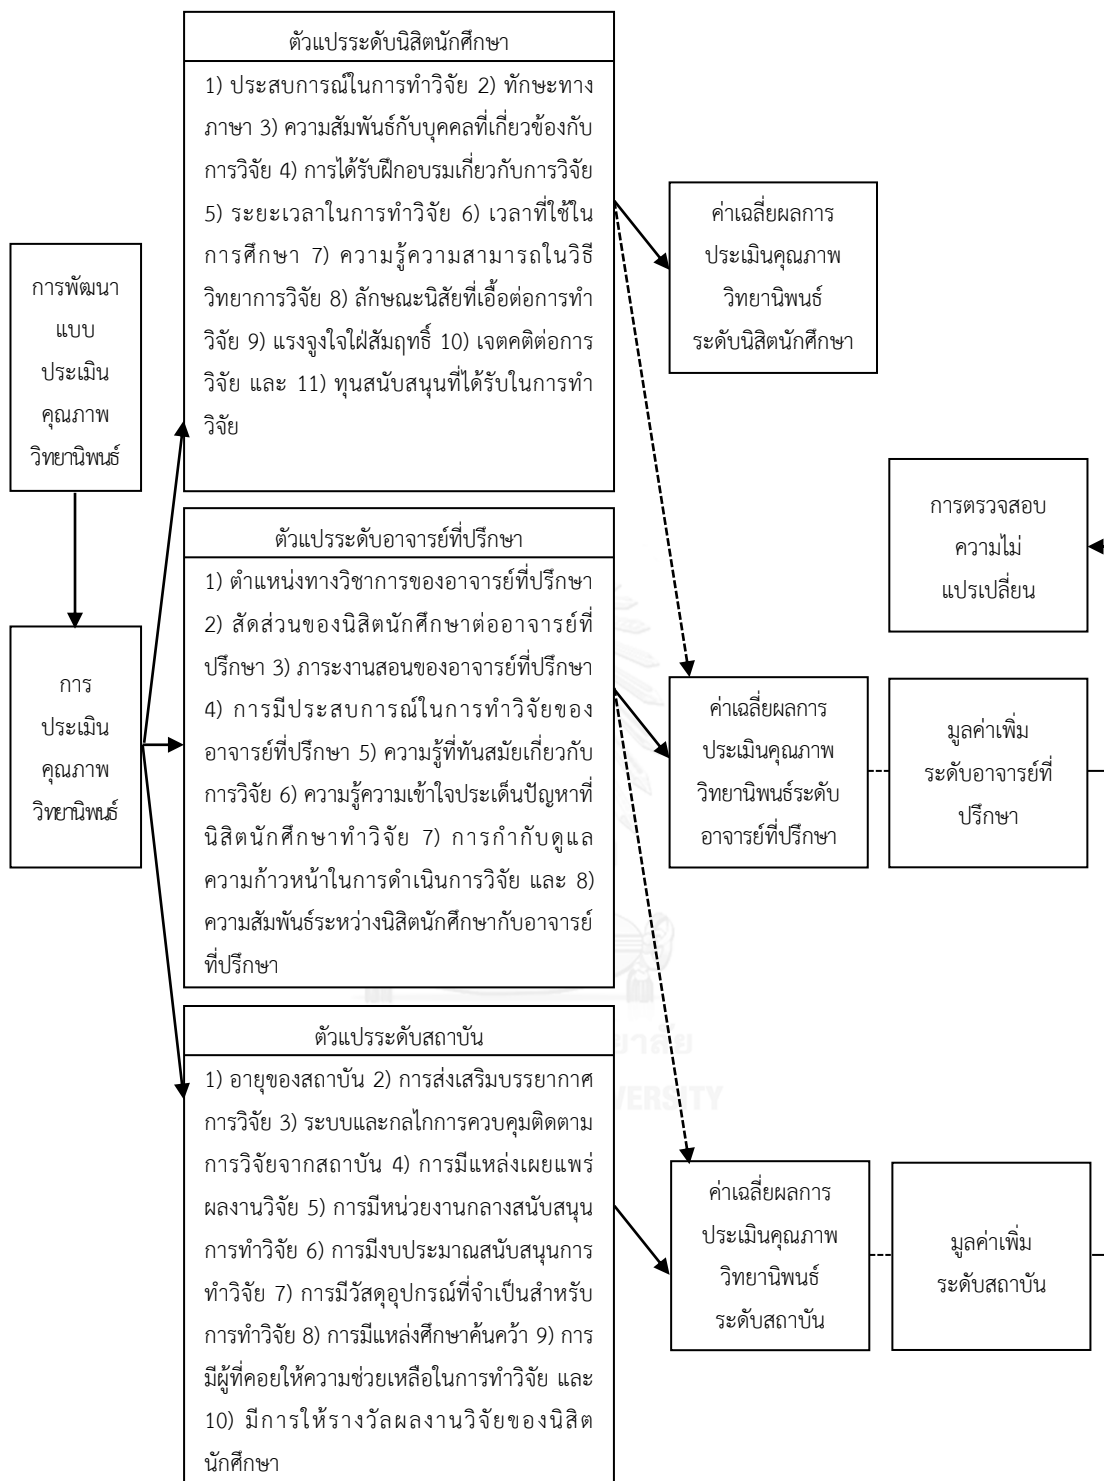 การพัฒนา
แบบ
ประเมิน
คุณภาพ
วิทยานิพนธ์
การ
ประเมิน
คุณภาพ
วิทยานิพนธ์
ตัวแปรระดับนิสิตนักศึกษา
1) ประสบการณ์ในการทำวิจัย 2) ทักษะทาง
ภาษา 3) ความสัมพันธ์กับบุคคลที่เกี่ยวข้องกับ
การวิจัย 4) การได้รับฝึกอบรมเกี่ยวกับการวิจัย
5) ระยะเวลาในการทำวิจัย 6) เวลาที่ใช้ใน
การศึกษา 7) ความรู้ความสามารถในวิธี
วิทยาการวิจัย 8) ลักษณะนิสัยที่เอื้อต่อการทำ
วิจัย 9) แรงจูงใจใฝ่สัมฤทธิ์ 10) เจตคติต่อการ
วิจัย และ 11) ทุนสนับสนุนที่ได้รับในการทำ
วิจัย
ตัวแปรระดับอาจารย์ที่ปรึกษา
1) ตำแหน่งทางวิชาการของอาจารย์ที่ปรึกษา
2) สัดส่วนของนิสิตนักศึกษาต่ออาจารย์ที่
ปรึกษา 3) ภาระงานสอนของอาจารย์ที่ปรึกษา
4) การมีประสบการณ์ในการทำวิจัยของ
อาจารย์ที่ปรึกษา 5) ความรู้ที่ทันสมัยเกี่ยวกับ
การวิจัย 6) ความรู้ความเข้าใจประเด็นปัญหาที่
นิสิตนักศึกษาทำวิจัย 7) การกำกับดูแล
ความก้าวหน้าในการดำเนินการวิจัย และ 8)
ความสัมพันธ์ระหว่างนิสิตนักศึกษากับอาจารย์
ที่ปรึกษา
ตัวแปรระดับสถาบัน
1) อายุของสถาบัน 2) การส่งเสริมบรรยากาศ
การวิจัย 3) ระบบและกลไกการควบคุมติดตาม
การวิจัยจากสถาบัน 4) การมีแหล่งเผยแพร่
ผลงานวิจัย 5) การมีหน่วยงานกลางสนับสนุน
การทำวิจัย 6) การมีงบประมาณสนับสนุนการ
ทำวิจัย 7) การมีวัสดุอุปกรณ์ที่จำเป็นสำหรับ
การทำวิจัย 8) การมีแหล่งศึกษาค้นคว้า 9) การ
มีผู้ที่คอยให้ความช่วยเหลือในการทำวิจัย และ
10) มีการให้รางวัลผลงานวิจัยของนิสิต
นักศึกษา
ค่าเฉลี่ยผลการ
ประเมินคุณภาพ
วิทยานิพนธ์
ระดับนิสิตนักศึกษา
ค่าเฉลี่ยผลการ
ประเมินคุณภาพ
วิทยานิพนธ์ระดับ
อาจารย์ที่ปรึกษา
ค่าเฉลี่ยผลการ
ประเมินคุณภาพ
วิทยานิพนธ์
ระดับสถาบัน
การตรวจสอบ
ความไม่
แปรเปลี่ยน
มูลค่าเพิ่ม
ระดับอาจารย์ที่
ปรึกษา
มูลค่าเพิ่ม
ระดับสถาบัน